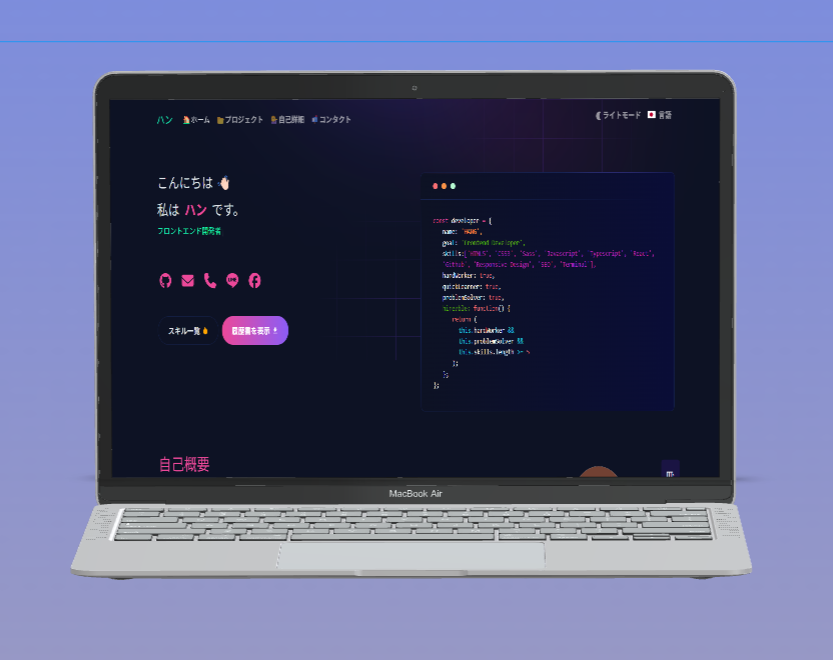 ハン ホーム プロジェクト 自己詳細 コンタクト ライトモード 言語
こんにちは
私は ハン です。
フロントエンド開発者
スキル一覧 履歴書を表示
const developer = {
name: 'HANG',
goal: 'Frontend Developer',
skills:['HTML5', 'CSS3', 'Sass', 'Javascript', 'Typescript', 'React',
'Github', 'Responsive Design', 'SEO', 'Terminal'],
hardWorker: true,
quickLearner: true,
problemSolver: true,
hireable: function() {
return (
this.hardWorker &&
this.problemSolver &&
this.skills.length >=
);
};
};
自己概要
MacBook Air